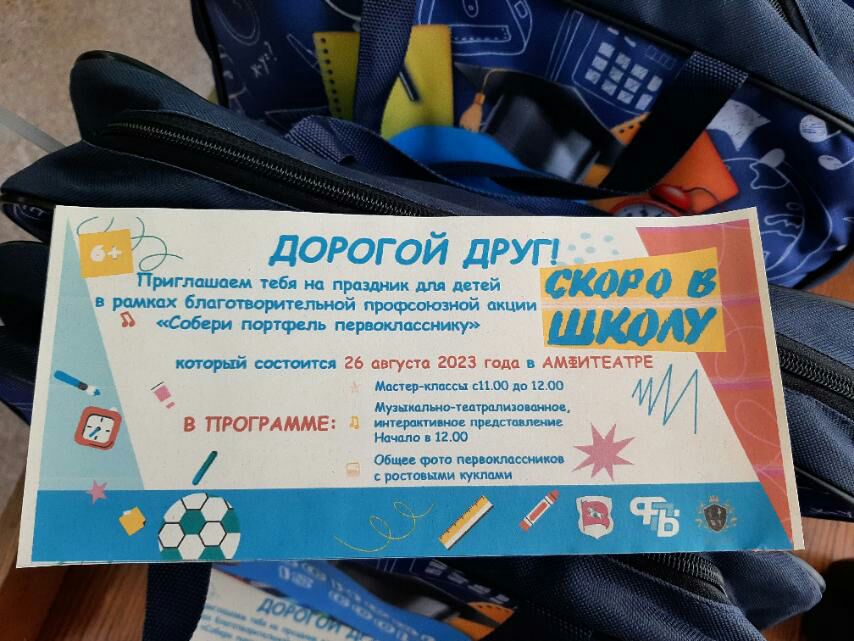 6+
ДОРОГОЙ ДРУГ!
Приглашаем тебя на праздник для детей
в рамках благотворительной профсоюзной акции
«Собери портфель первокласснику»
СКОРО В
ШКОЛУ
который состоится 26 августа 2023 года в АМФИТЕАТРЕ
В ПРОГРАММЕ:
Мастер-классы с11.00 до 12.00
Музыкально-театрализованное,
интерактивное представление
Начало в 12.00
Общее фото первоклассников
с ростовыми куклами
ФПБ
ДОРОГОЙ